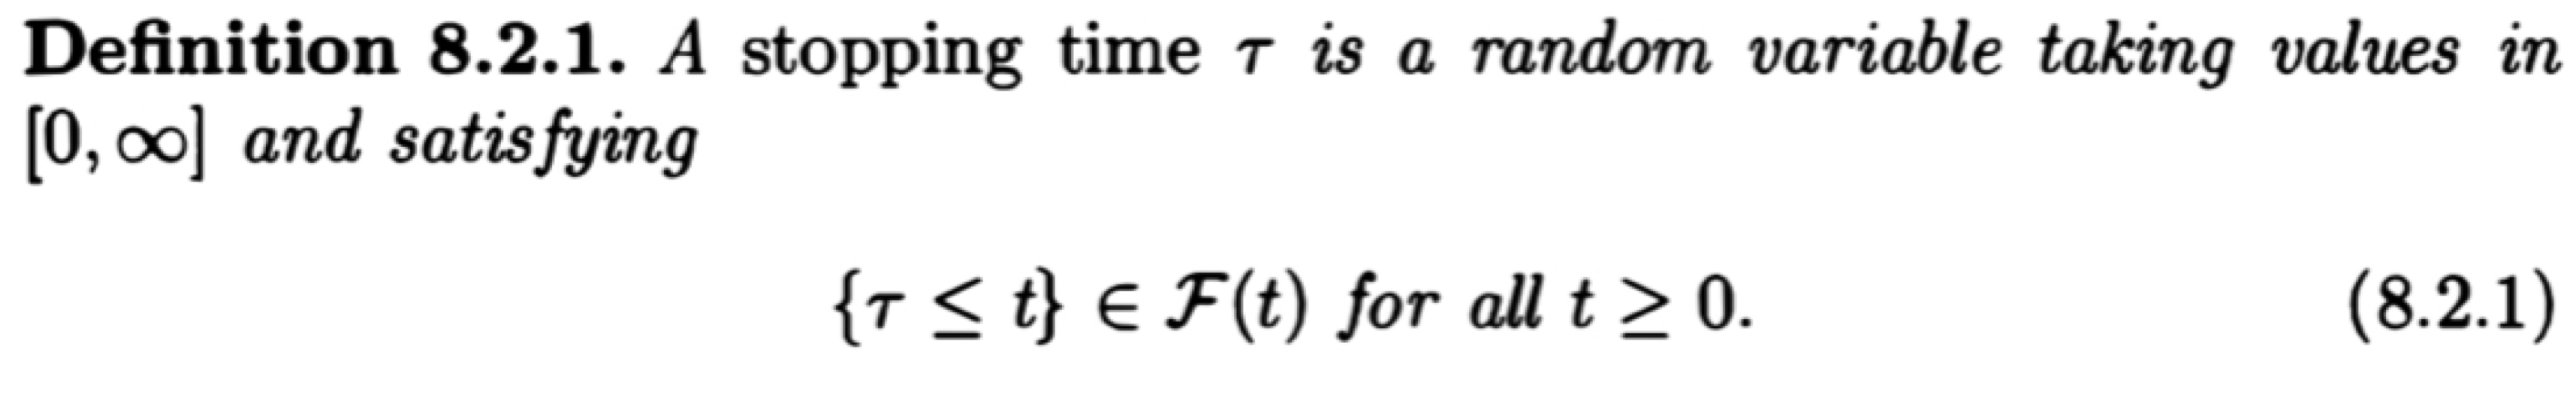 Definition 8.2.1. A stopping time τ is a random variable taking values in
[0, ∞] and satisfying
{τ ≤ t} ∈ ℱ(t) for all t ≥ 0. (8.2.1)